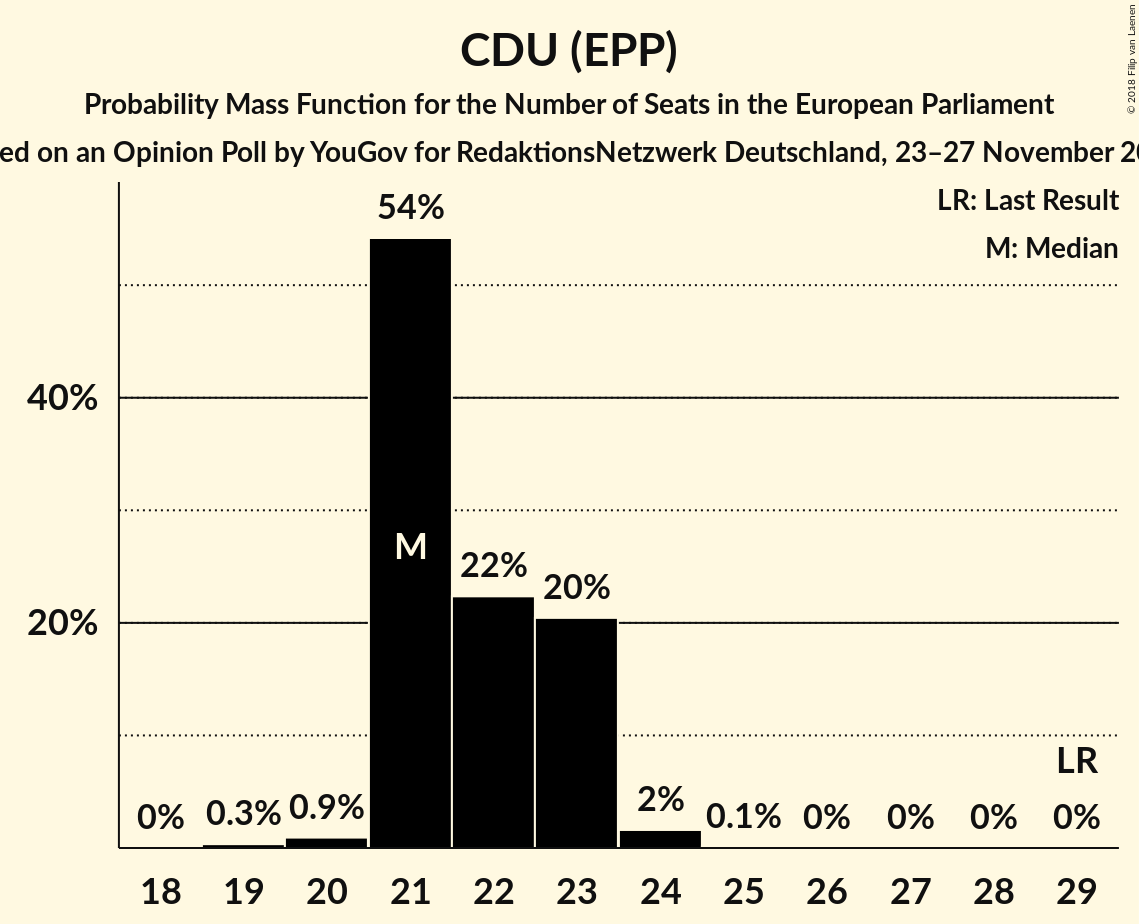 CDU (EPP)
Probability Mass Function for the Number of Seats in the European Parliament
ed on an Opinion Poll by YouGov for RedaktionsNetzwerk Deutschland, 23–27 November 20
© 2018 Filip van Laenen
LR: Last Result
M: Median
54%
40%
M
22%
20%
20%
LR
0%
0.3%
0.9%
2%
0.1%
0%
0%
0%
0%
18 19 20 21 22 23 24 25 26 27 28 29